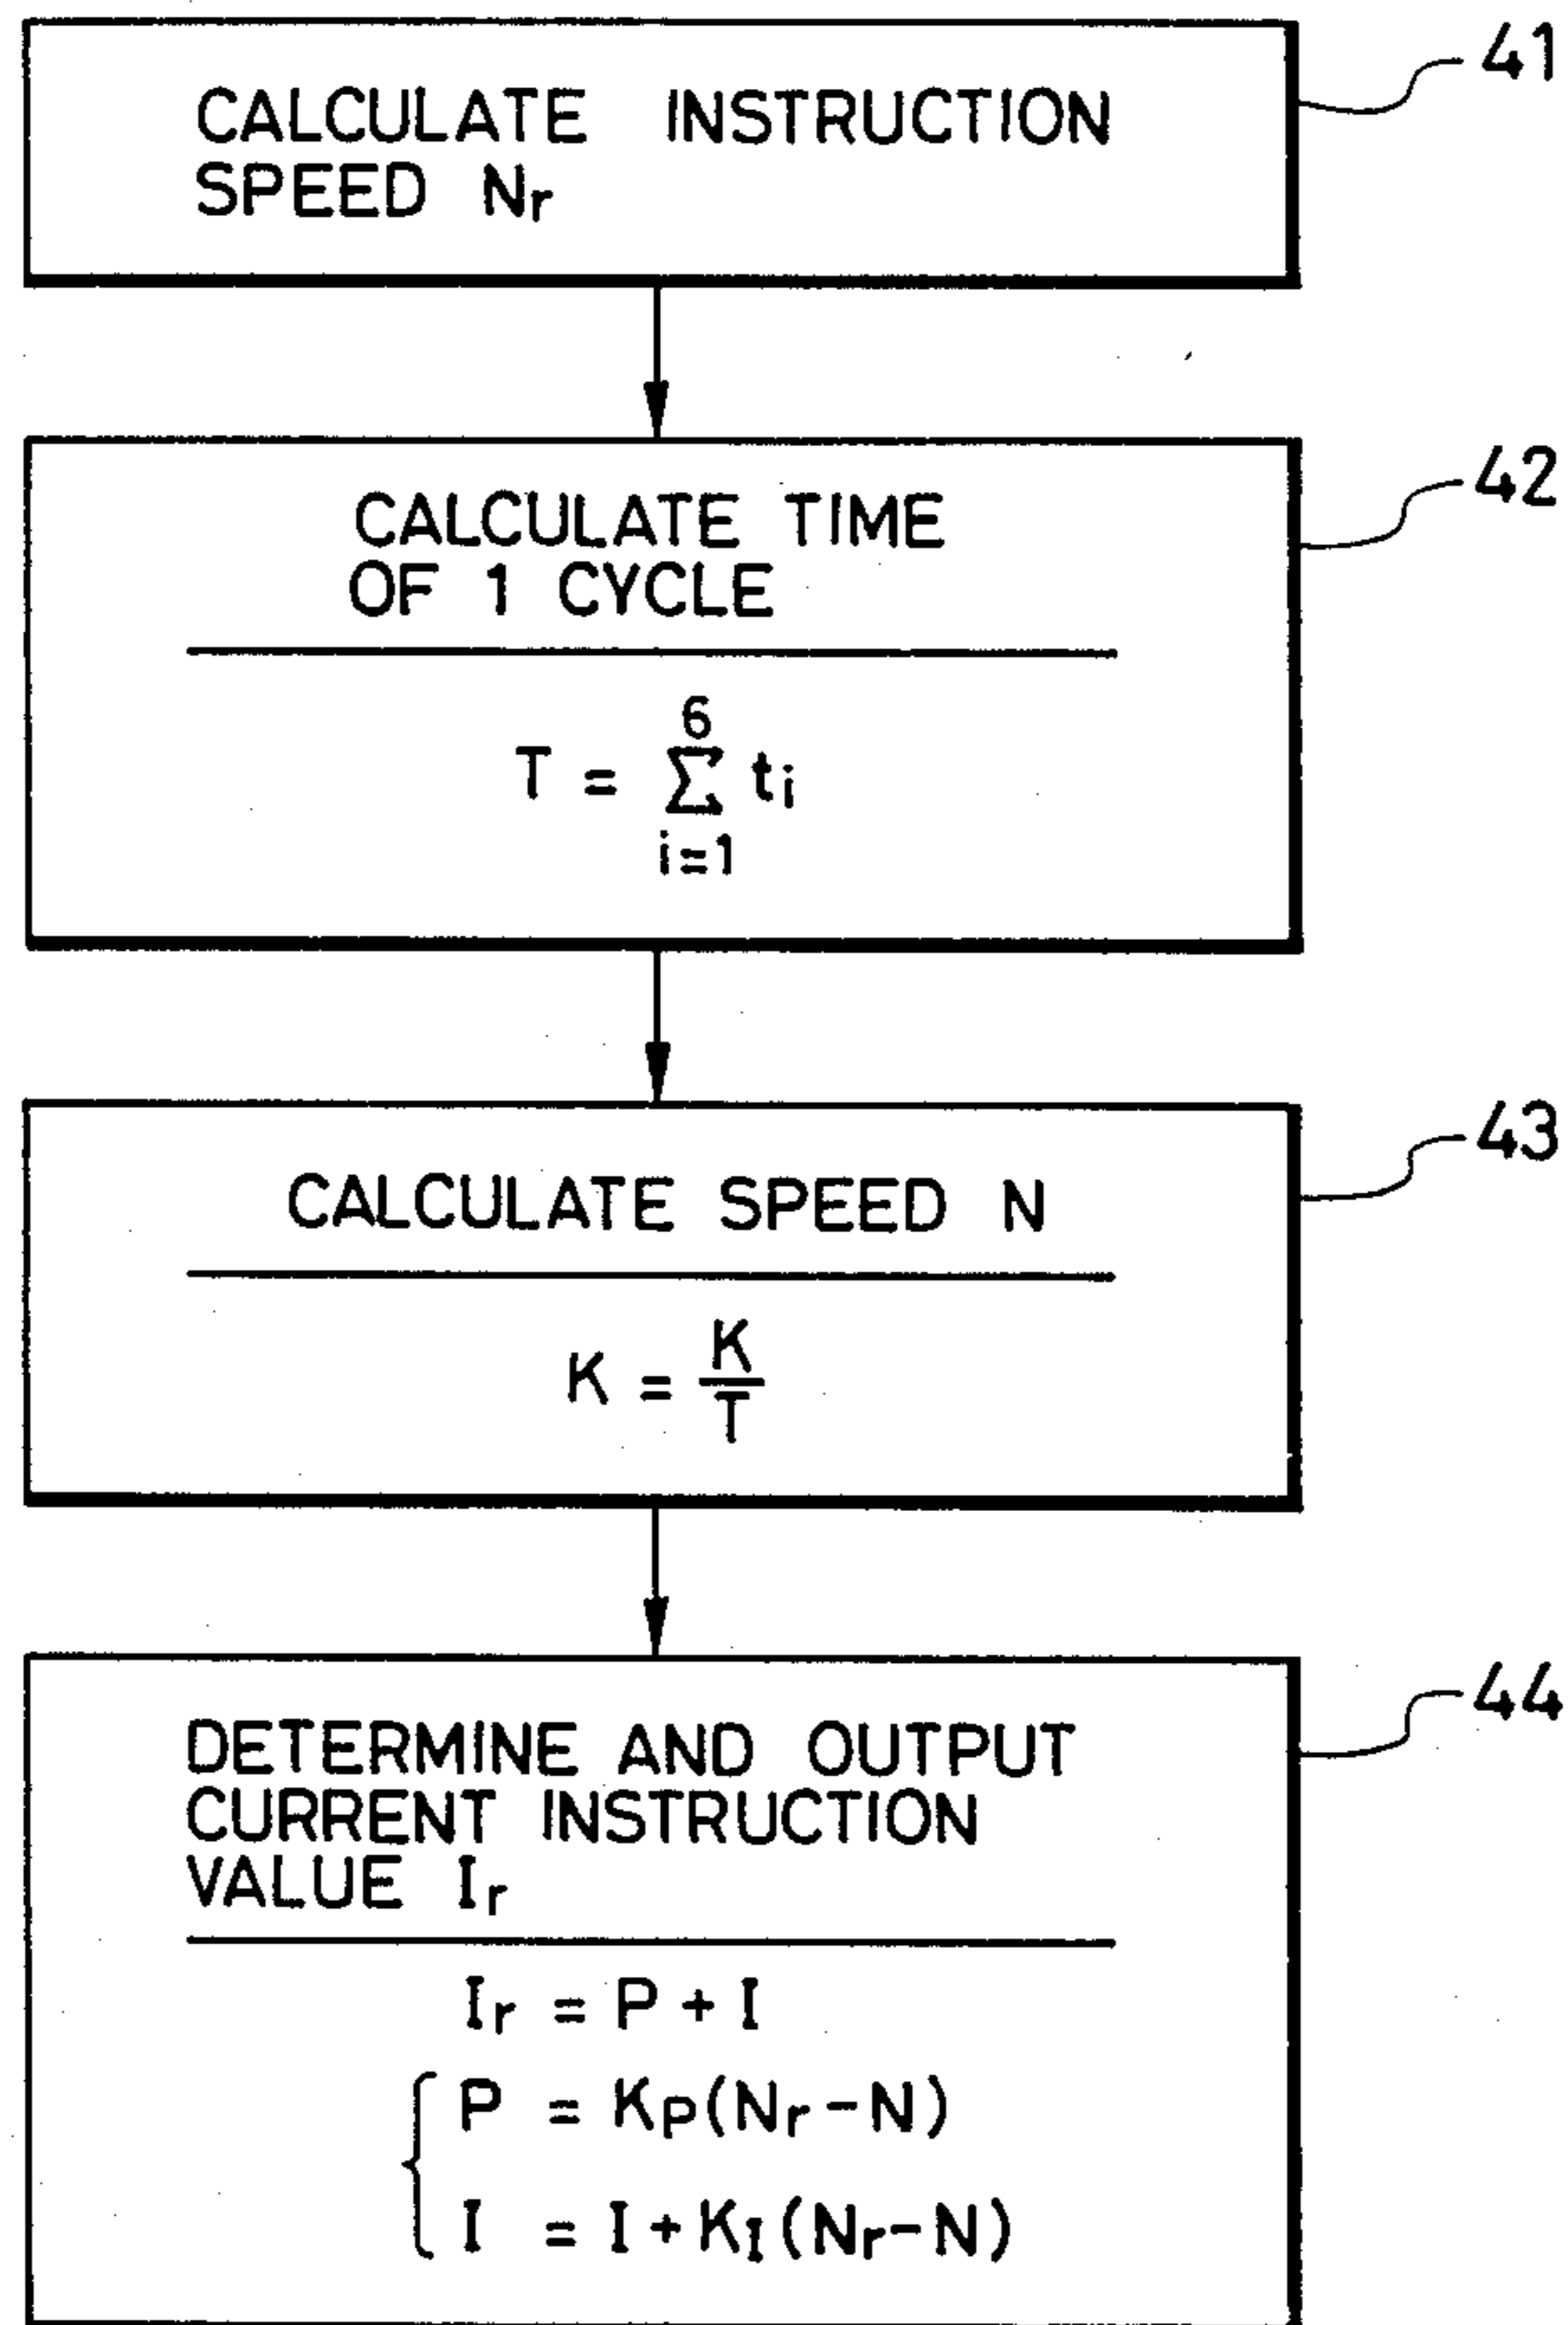 CALCULATE INSTRUCTION
SPEED Nr
41
CALCULATE TIME
OF 1 CYCLE
T = 6 Σ i=1 ti
42
CALCULATE SPEED N
K = K/T
43
DETERMINE AND OUTPUT
CURRENT INSTRUCTION
VALUE Ir
Ir = P + I
P = KP(Nr-N)
I = I + KI(Nr-N)
44